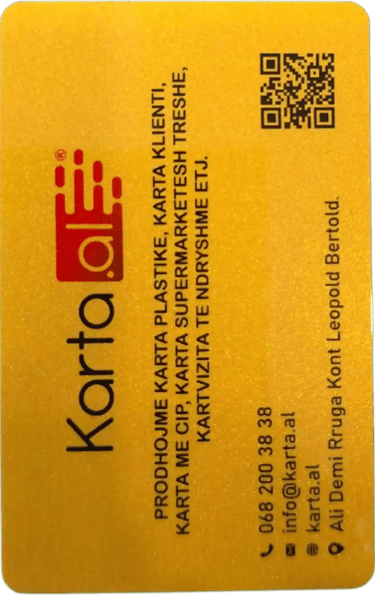 Karta.al®
PRODHOJME KARTA PLASTIKE, KARTA KLIENTI,
KARTA ME CIP, KARTA SUPERMARKETESH TRESHE,
KARTVIZITA TE NDRYSHME ETJ.
068 200 38 38
info@karta.al
karta.al
Ali Demi Rruga Kont Leopold Bertold.